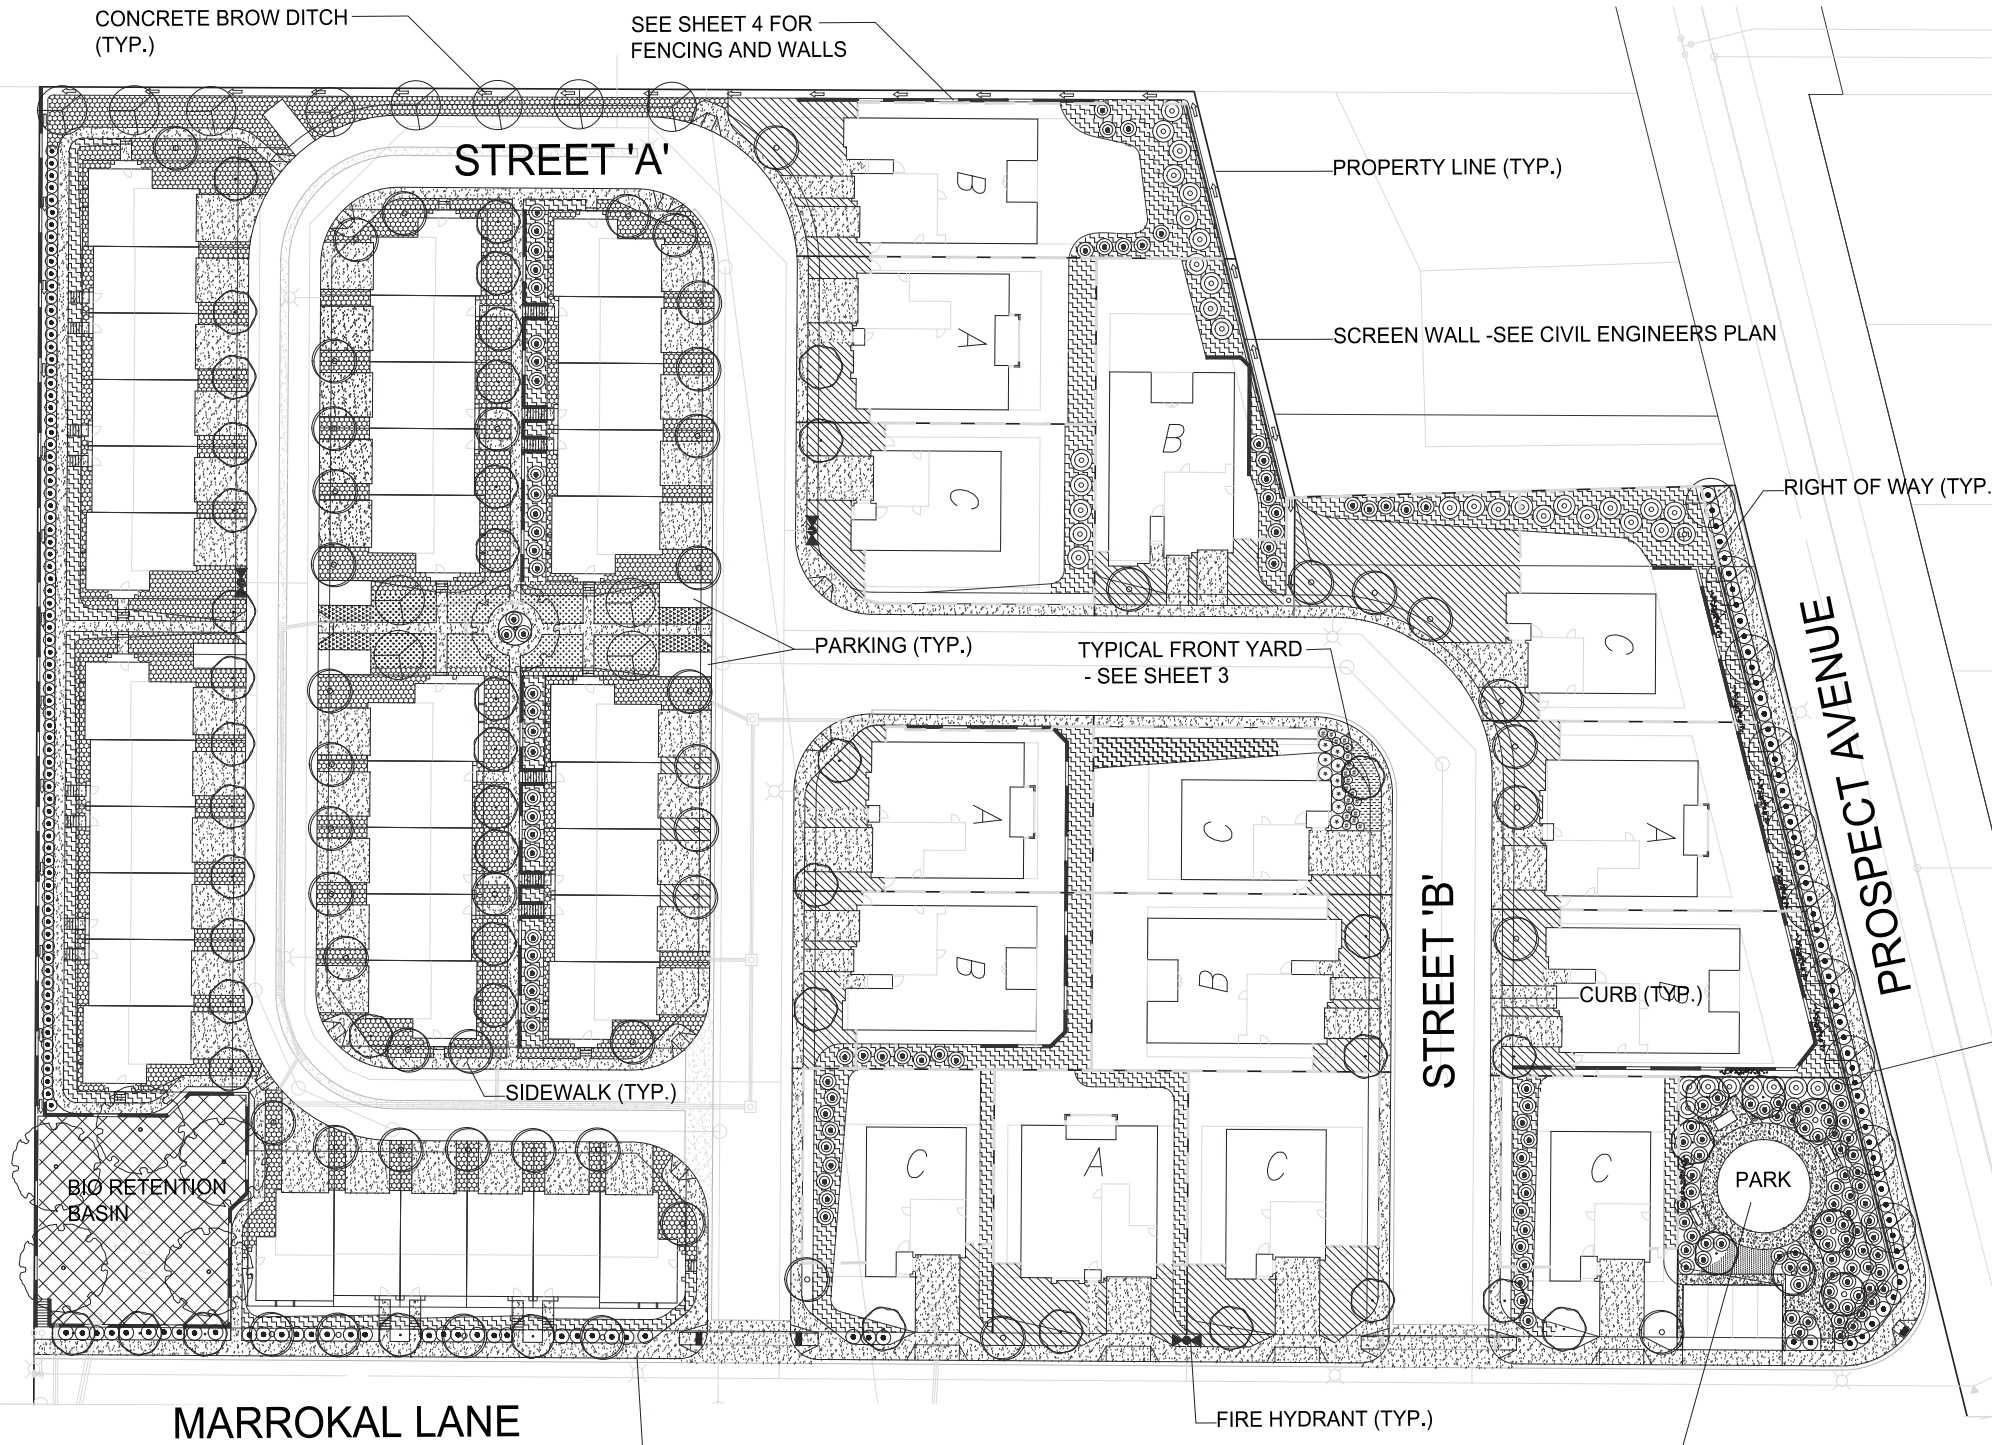 CONCRETE BROW DITCH
(TYP.)
SEE SHEET 4 FOR
FENCING AND WALLS
STREET 'A'
PROPERTY LINE (TYP.)
B
SCREEN WALL -SEE CIVIL ENGINEERS PLAN
A
B
C
RIGHT OF WAY (TYP.
PARKING (TYP.)
TYPICAL FRONT YARD
- SEE SHEET 3
C
PROSPECT AVENUE
A
C
A
B
B
STREET 'B'
CURB (TYP.)
B
SIDEWALK (TYP.)
C
A
C
C
PARK
BIO RETENTION
BASIN
MARROKAL LANE
FIRE HYDRANT (TYP.)